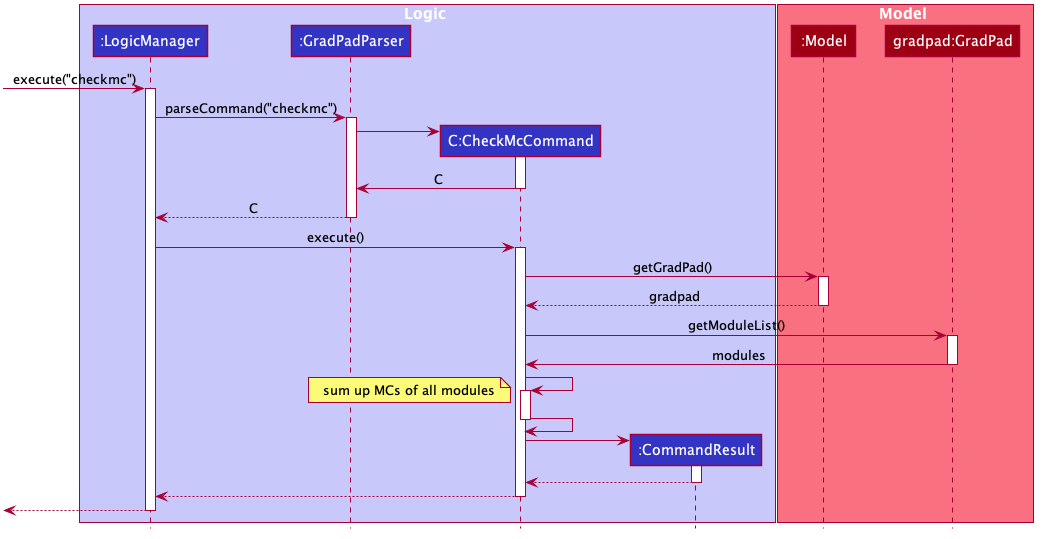 Logic
Model
:LogicManager
:GradPadParser
:Model
gradpad:GradPad
execute("checkmc")
parseCommand("checkmc")
C:CheckMcCommand
C
C
execute()
getGradPad()
gradpad
getModuleList()
modules
sum up MCs of all modules
:CommandResult